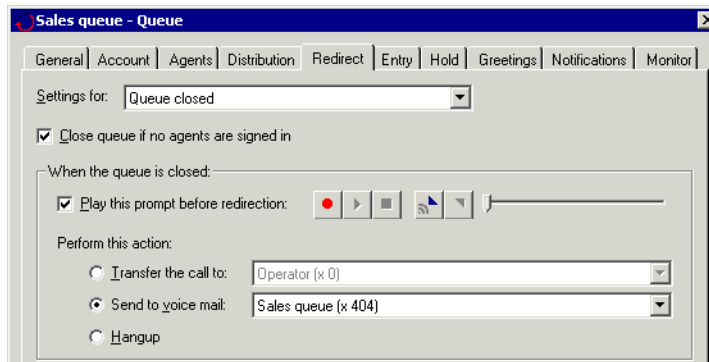 Sales queue - Queue
General Account Agents Distribution Redirect Entry Hold Greetings Notifications Monitor
Settings for: Queue closed
Close queue if no agents are signed in
When the queue is closed:
Play this prompt before redirection:
Perform this action:
Transfer the call to: Operator (x 0)
Send to voice mail: Sales queue (x 404)
Hangup